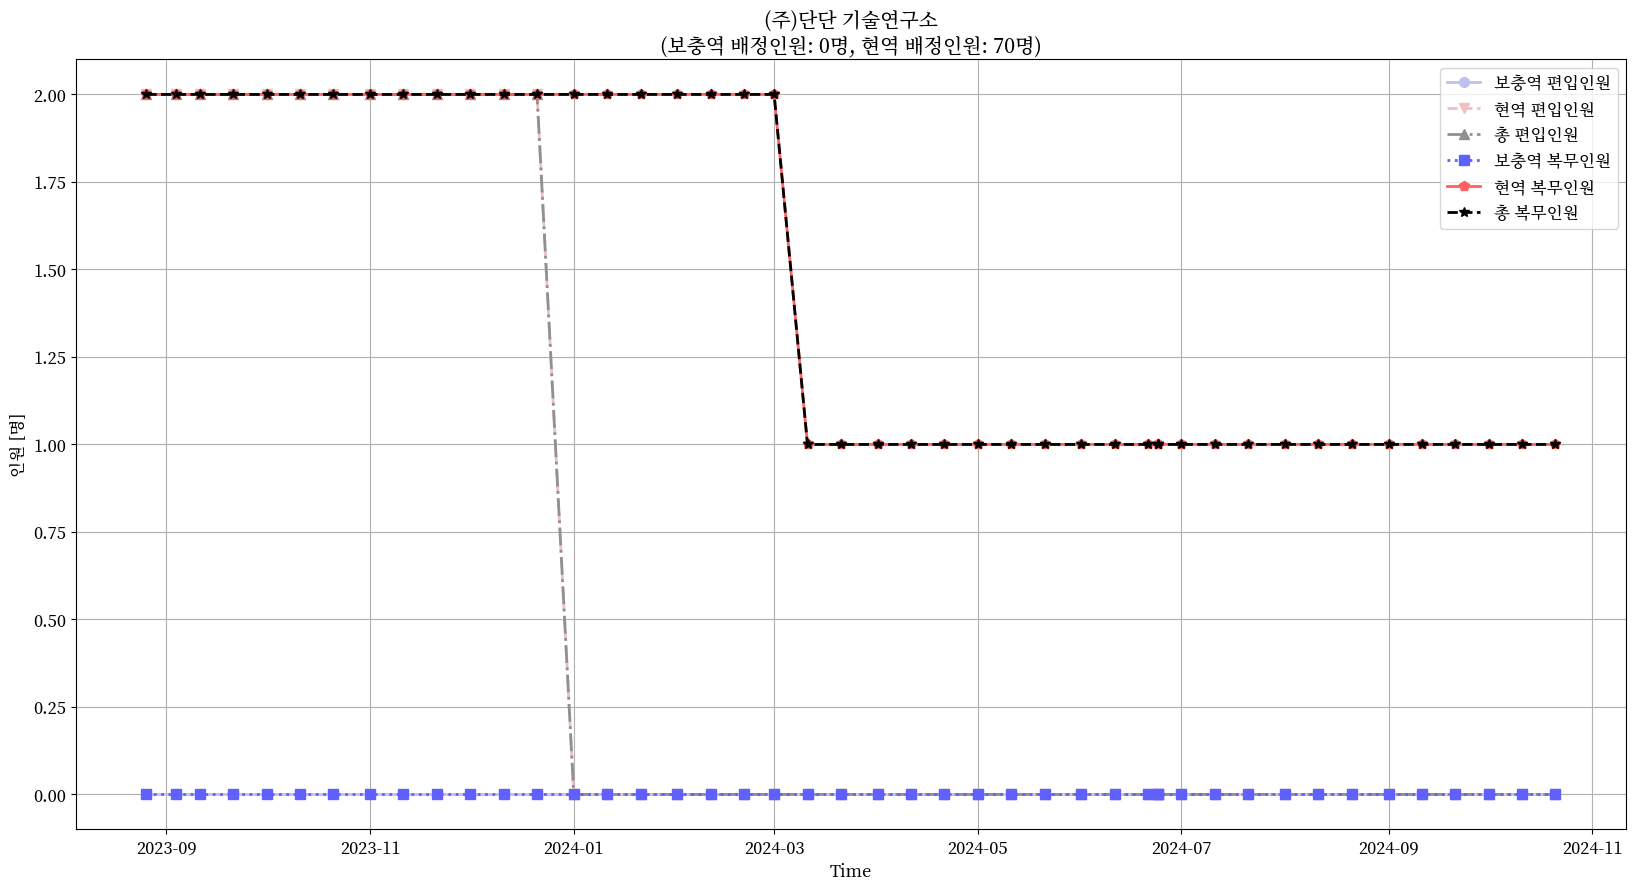 (주)단단 기술연구소
(보충역 배정인원: 0명, 현역 배정인원: 70명)
보충역 편입인원
현역 편입인원
총 편입인원
보충역 복무인원
현역 복무인원
총 복무인원
2.00
1.75
1.50
1.25
1.00
0.75
0.50
0.25
0.00
인원 [명]
2023-09 2023-11 2024-01 2024-03 2024-05 2024-07 2024-09 2024-11
Time